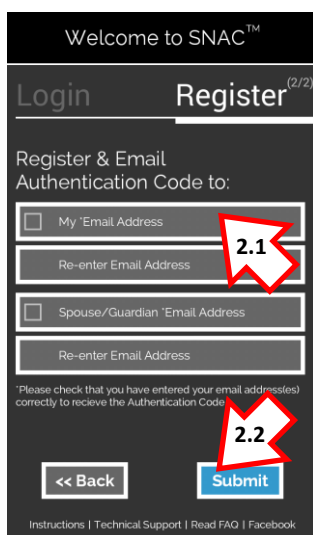 Welcome to SNAC™
Login Register (2/2)
Register & Email
Authentication Code to:
My *Email Address
2.1
Re-enter Email Address
Spouse/Guardian *Email Address
Re-enter Email Address
*Please check that you have entered your email address(es)
correctly to recieve the Authentication Code
2.2
<< Back Submit
Instructions | Technical Support | Read FAQ | Facebook